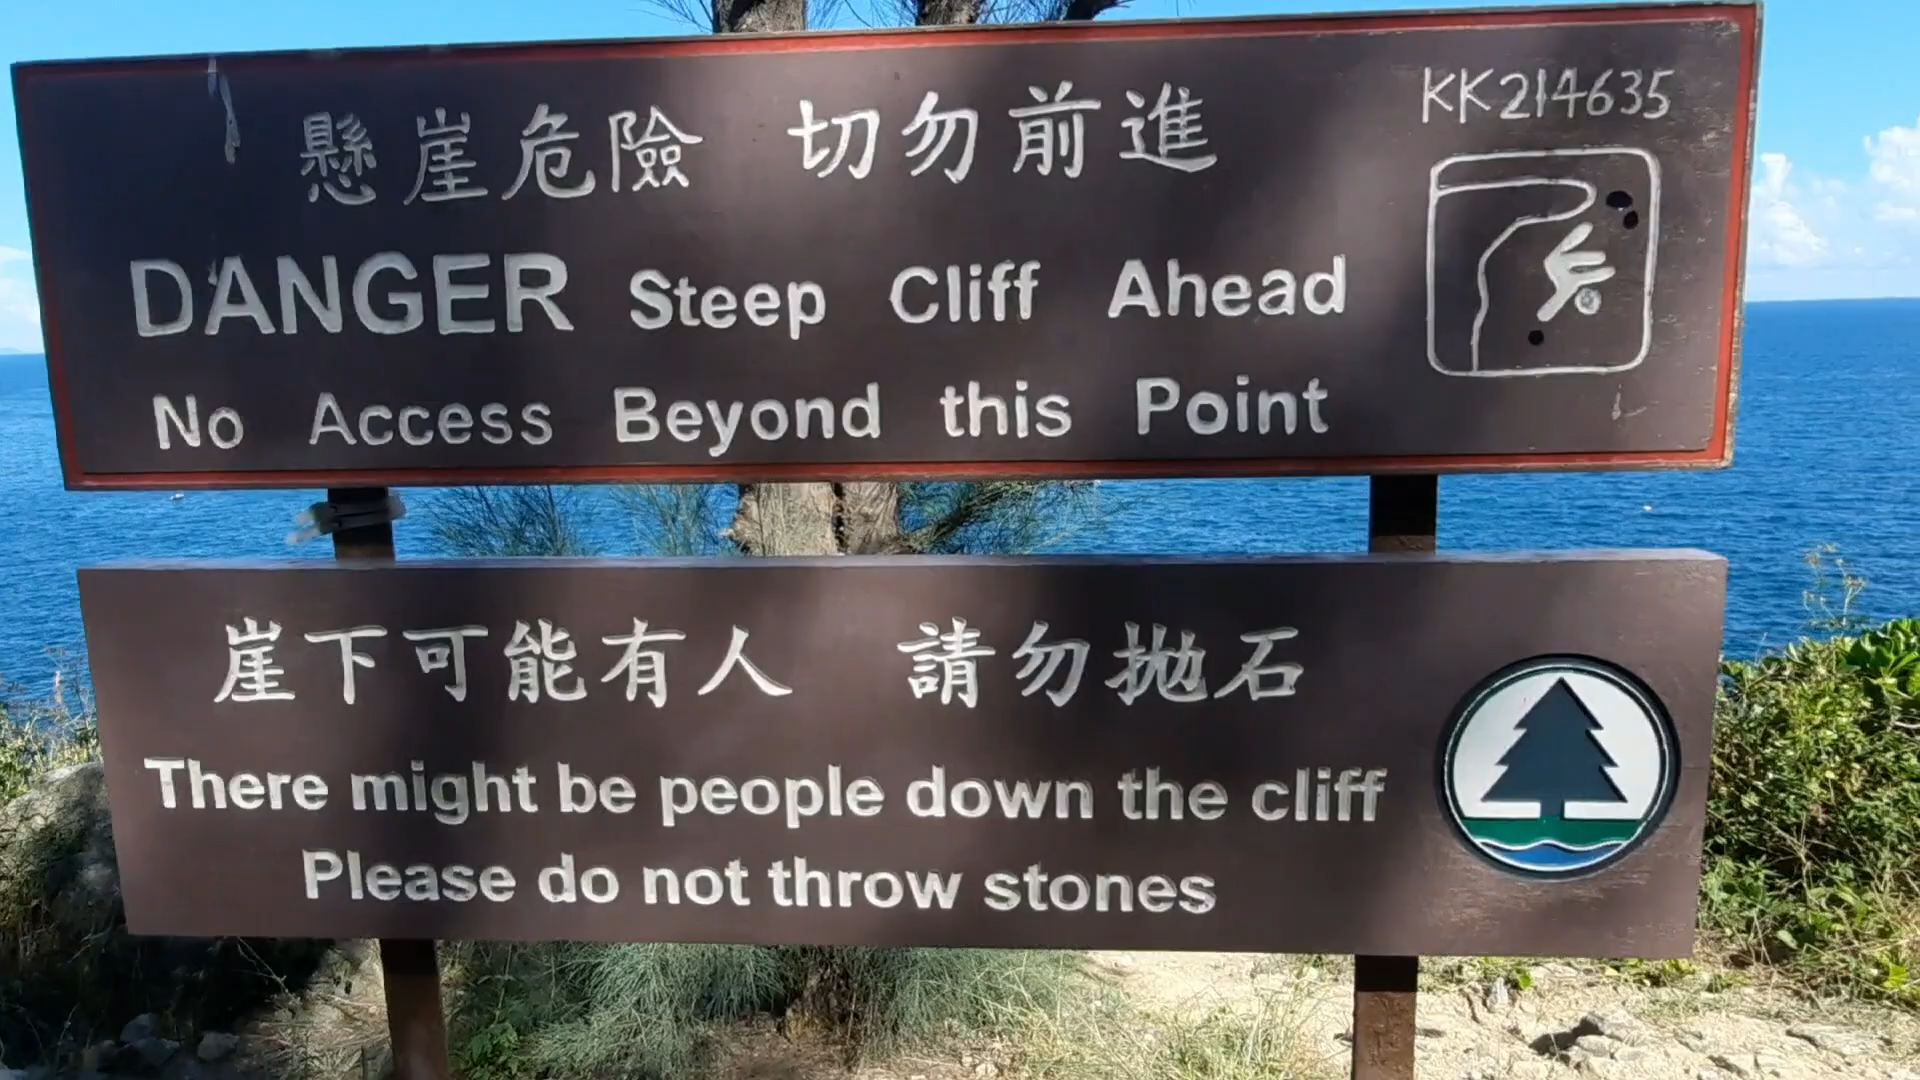 懸崖危險 切勿前進
KK214635
DANGER Steep Cliff Ahead
No Access Beyond this Point
崖下可能有人 請勿拋石
There might be people down the cliff
Please do not throw stones